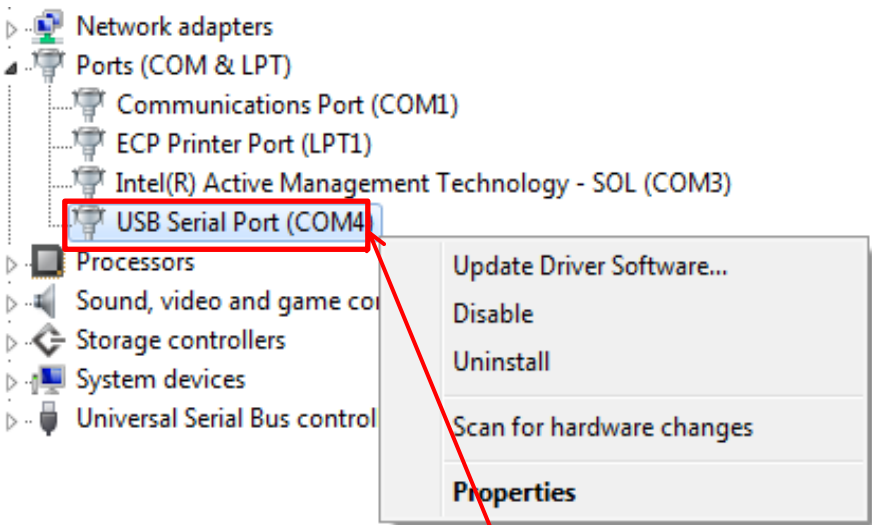 Network adapters
Ports (COM & LPT)
Communications Port (COM1)
ECP Printer Port (LPT1)
Intel(R) Active Management Technology - SOL (COM3)
USB Serial Port (COM4)
Processors
Sound, video and game
Storage controllers
System devices
Universal Serial Bus
Update Driver Software...
Disable
Uninstall
Scan for hardware changes
Properties